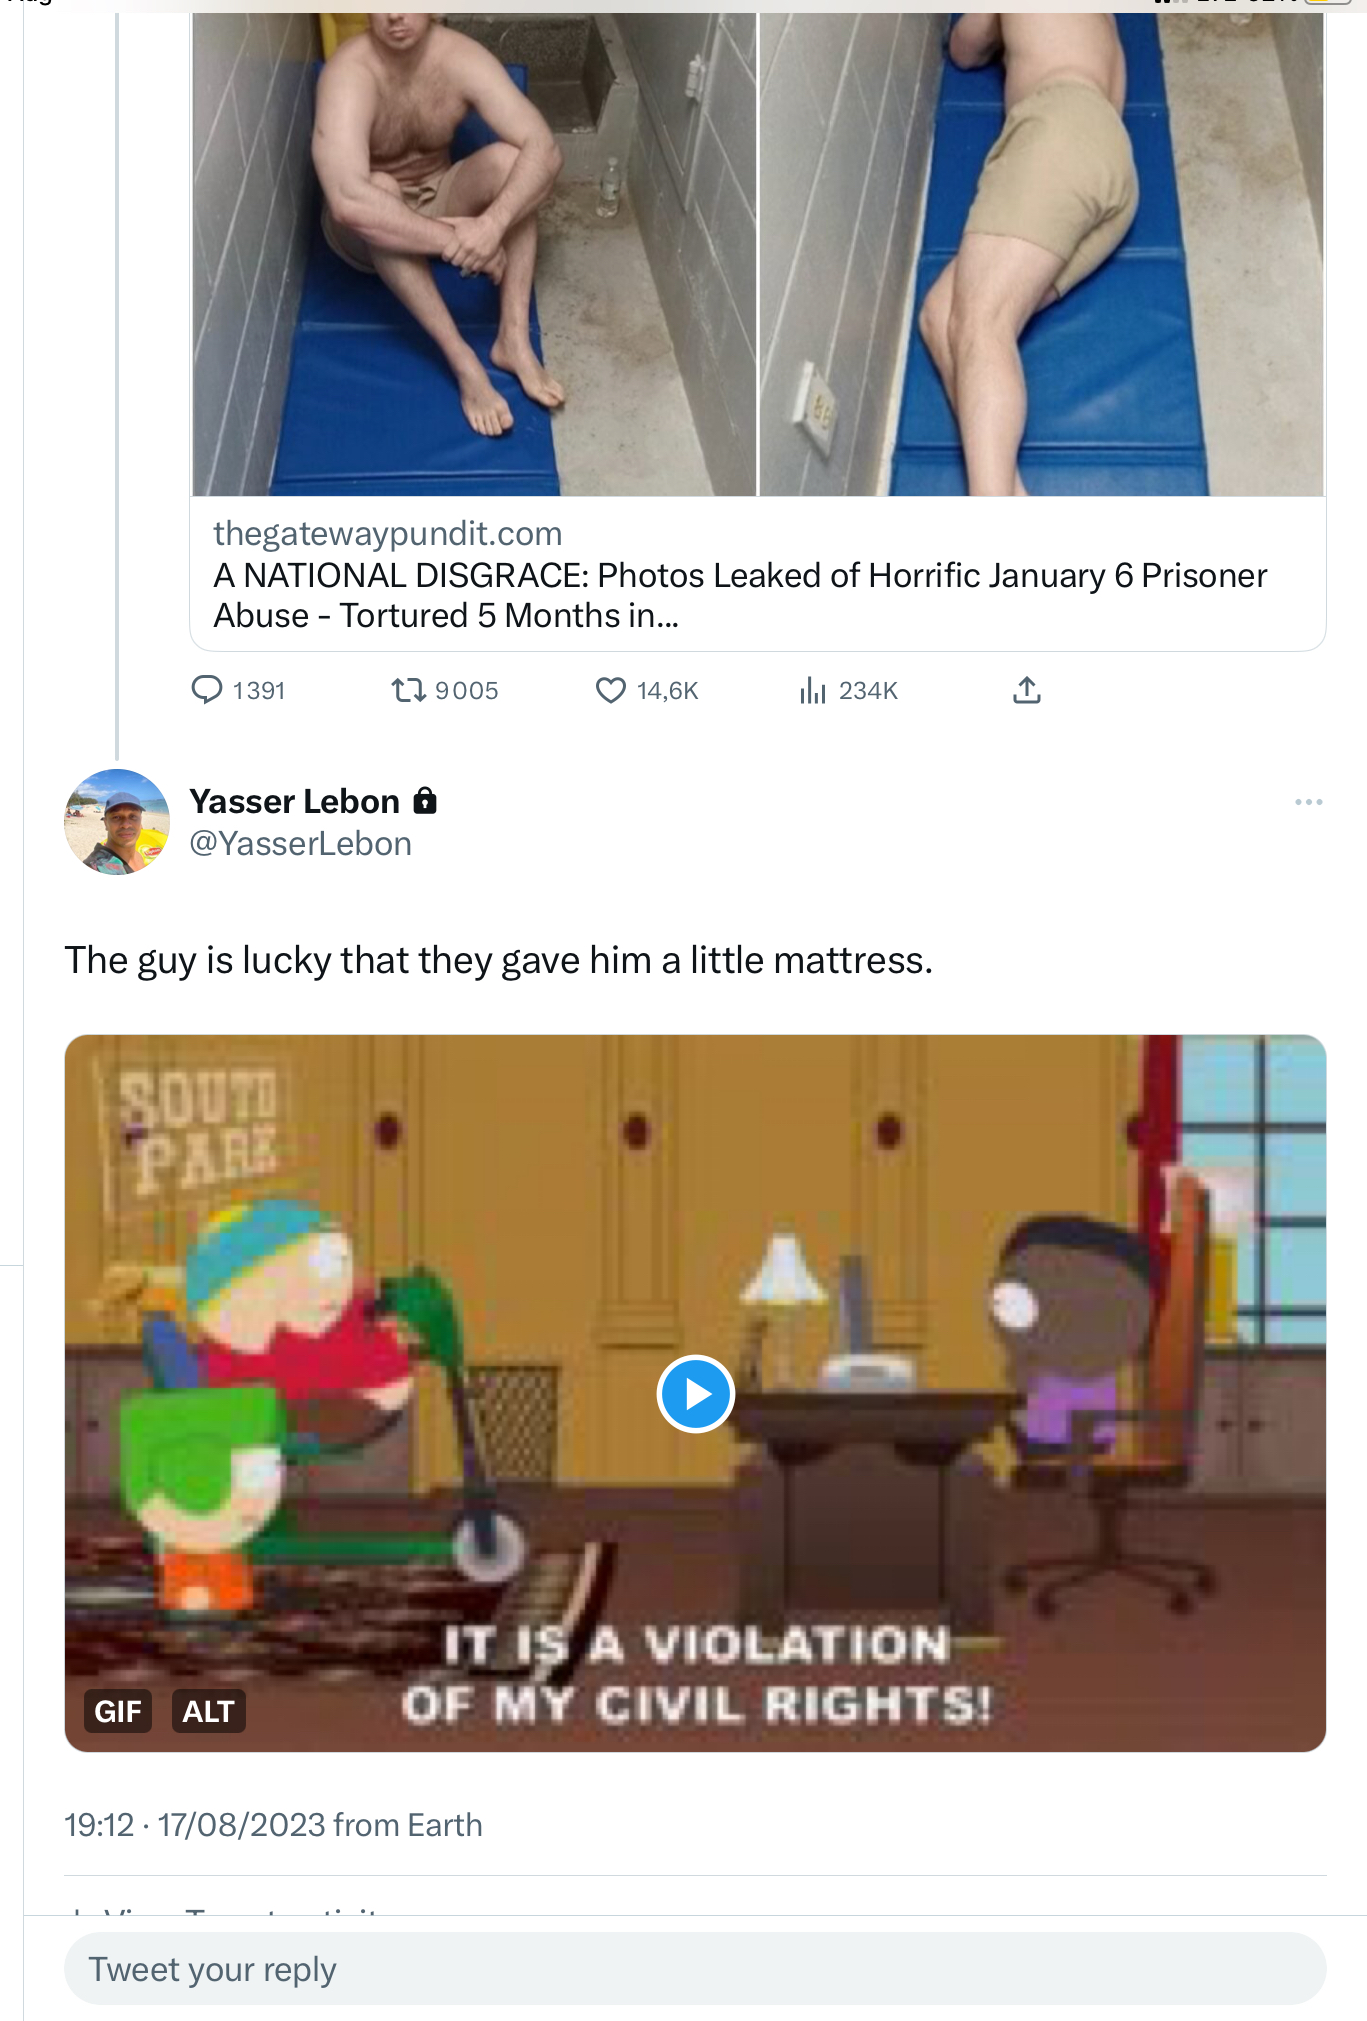 thegatewaypundit.com
A NATIONAL DISGRACE: Photos Leaked of Horrific January 6 Prisoner
Abuse - Tortured 5 Months in...
1391 9005 14,6K 234K
Yasser Lebon
@YasserLebon
The guy is lucky that they gave him a little mattress.
SOUTH
PARK
IT IS A VIOLATION
OF MY CIVIL RIGHTS!
GIF ALT
19:12 · 17/08/2023 from Earth
Tweet your reply